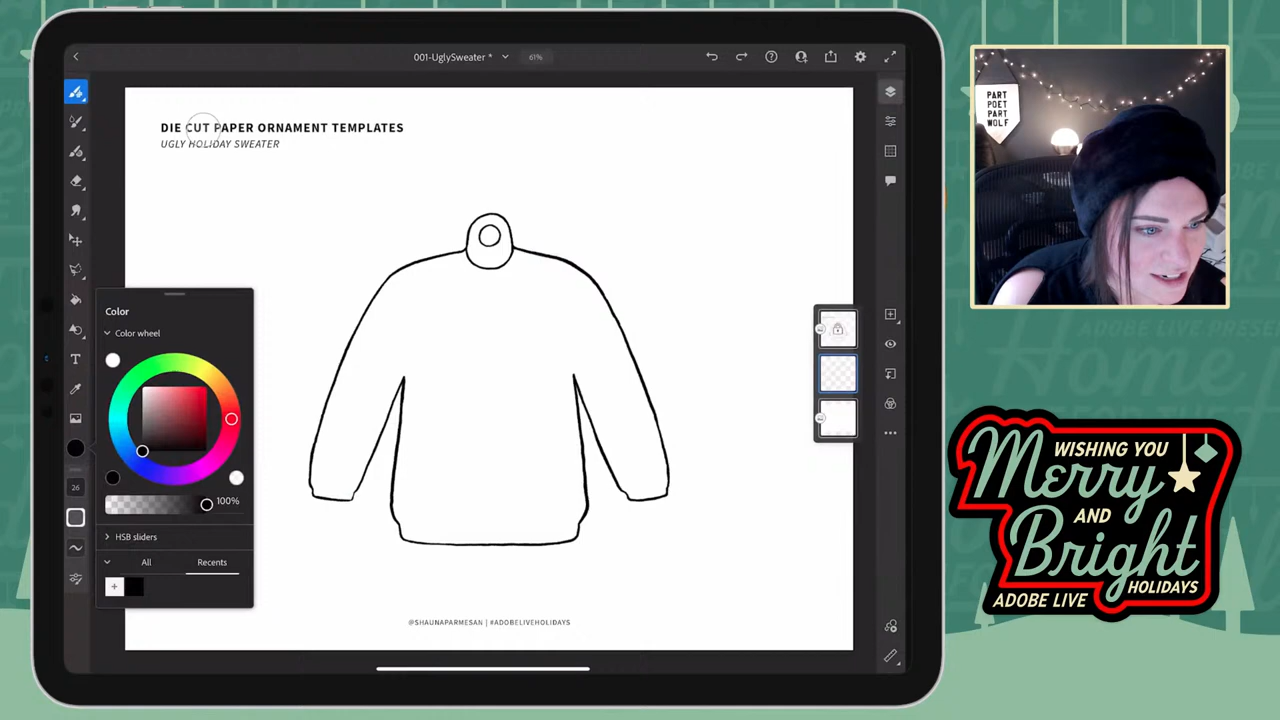 001-UglySweater *
61%
DIE CUT PAPER ORNAMENT TEMPLATES
UGLY HOLIDAY SWEATER
Color
Color wheel
100%
HSB sliders
All
Recents
26
T
@SHAUNAPARMESAN | #ADOBELIVEHOLIDAYS
PART
POET
PART
WOLF
Home
WISHING YOU
Merry
AND
Bright
HOLIDAYS
ADOBE LIVE